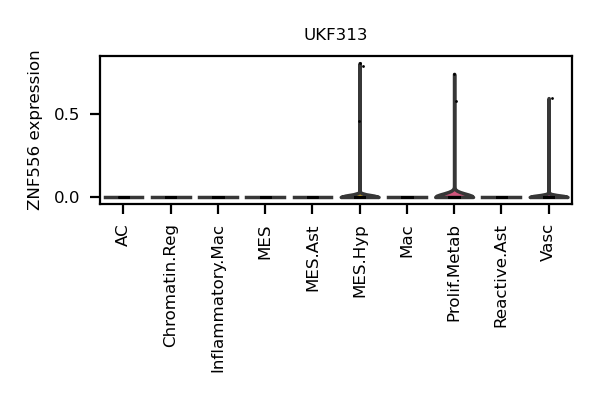 UKF313
ZNF556 expression
0.5
0.0
AC
Chromatin.Reg
Inflammatory.Mac
MES
MES.Ast
MES.Hyp
Mac
Prolif.Metab
Reactive.Ast
Vasc